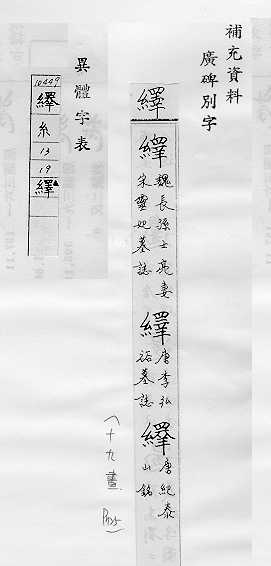 補充資料
廣碑別字
繹
繹
魏長孫士亮妻
宋靈妃墓誌
繹
唐李弘
裕墓誌
繹
唐紀泰
山銘
(十九畫 P725)
異體字表
10449
繹
糸
13
19
繹